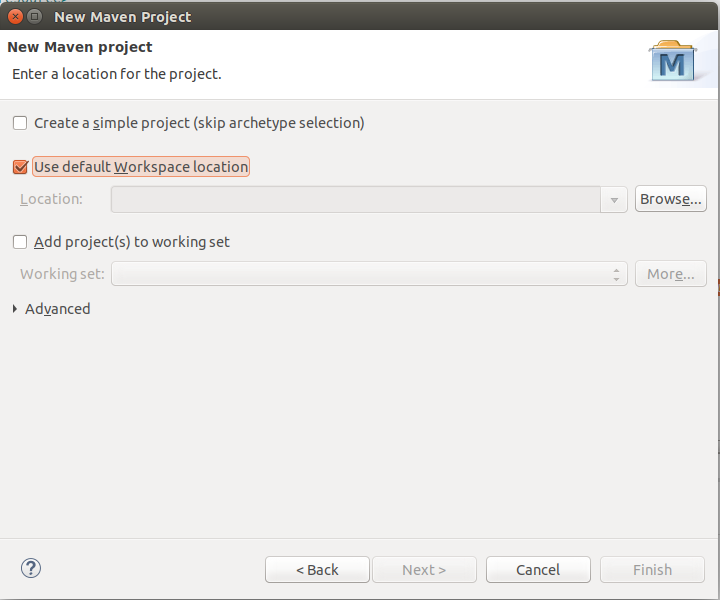 New Maven Project
New Maven project
Enter a location for the project.
M
Create a simple project (skip archetype selection)
Use default Workspace location
Location:
Browse...
Add project(s) to working set
Working set:
More...
Advanced
?
< Back
Next >
Cancel
Finish